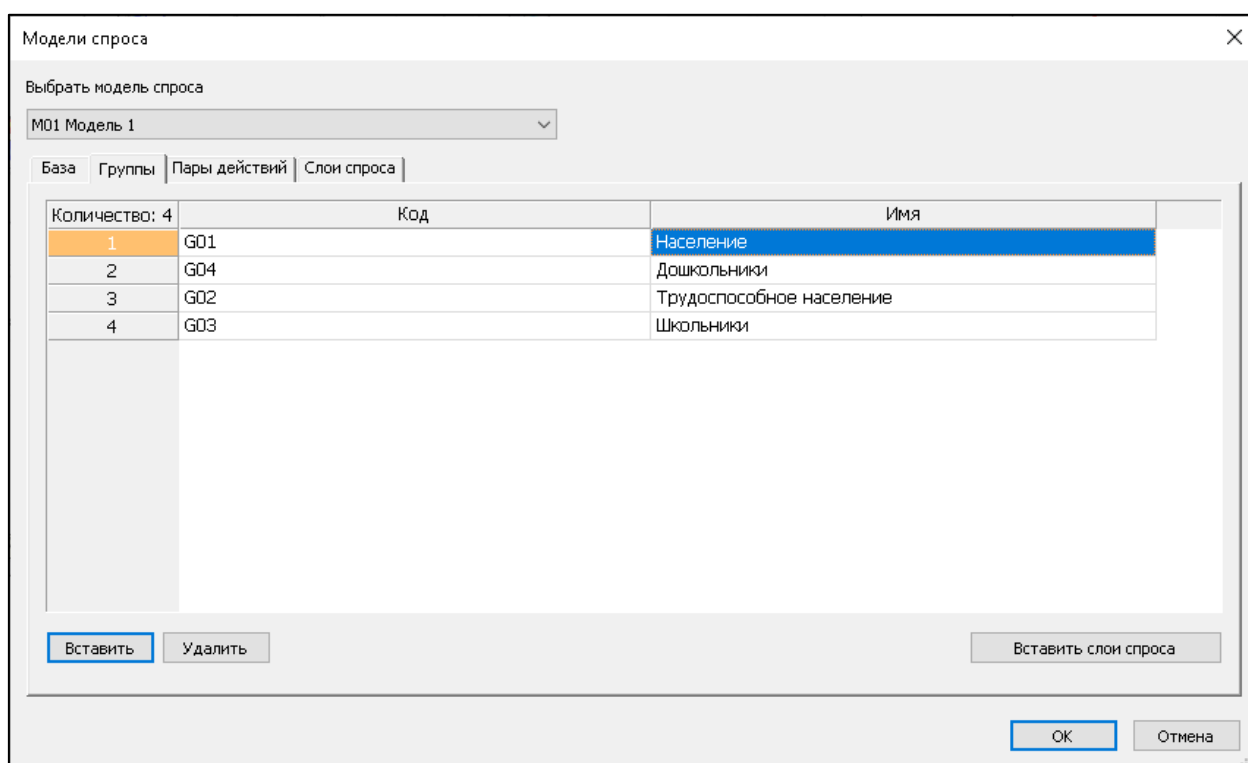 Модели спроса
Выбрать модель спроса
M01 Модель 1
База Группы Пары действий Слои спроса
Количество: 4 Код Имя
1 G01 Население
2 G04 Дошкольники
3 G02 Трудоспособное население
4 G03 Школьники
Вставить Удалить Вставить слои спроса
OK Отмена